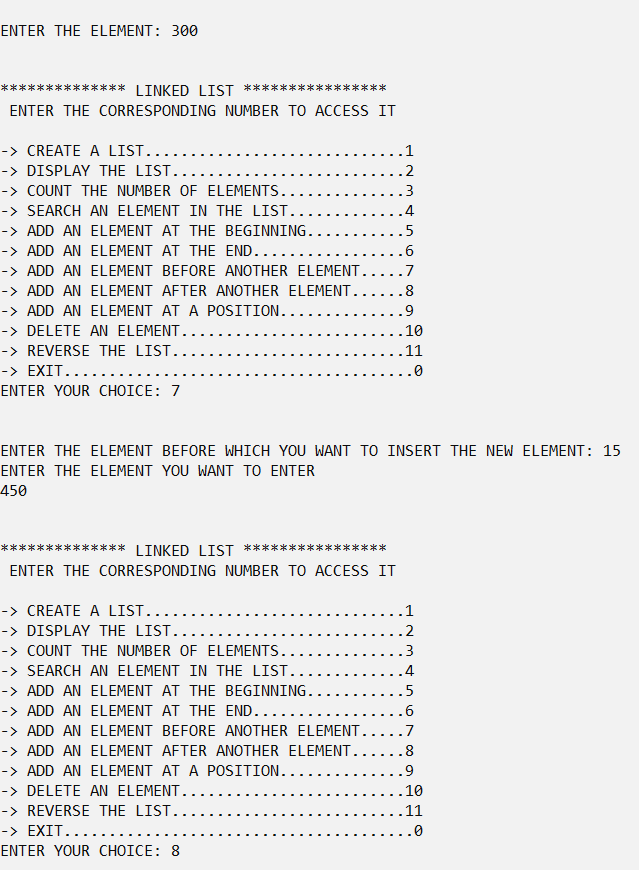 ENTER THE ELEMENT: 300
************** LINKED LIST ****************
ENTER THE CORRESPONDING NUMBER TO ACCESS IT
-> CREATE A LIST.............................1
-> DISPLAY THE LIST..........................2
-> COUNT THE NUMBER OF ELEMENTS..............3
-> SEARCH AN ELEMENT IN THE LIST.............4
-> ADD AN ELEMENT AT THE BEGINNING...........5
-> ADD AN ELEMENT AT THE END.................6
-> ADD AN ELEMENT BEFORE ANOTHER ELEMENT.....7
-> ADD AN ELEMENT AFTER ANOTHER ELEMENT......8
-> ADD AN ELEMENT AT A POSITION..............9
-> DELETE AN ELEMENT.........................10
-> REVERSE THE LIST..........................11
-> EXIT.......................................0
ENTER YOUR CHOICE: 7
ENTER THE ELEMENT BEFORE WHICH YOU WANT TO INSERT THE NEW ELEMENT: 15
ENTER THE ELEMENT YOU WANT TO ENTER
450
************** LINKED LIST ****************
ENTER THE CORRESPONDING NUMBER TO ACCESS IT
-> CREATE A LIST.............................1
-> DISPLAY THE LIST..........................2
-> COUNT THE NUMBER OF ELEMENTS..............3
-> SEARCH AN ELEMENT IN THE LIST.............4
-> ADD AN ELEMENT AT THE BEGINNING...........5
-> ADD AN ELEMENT AT THE END.................6
-> ADD AN ELEMENT BEFORE ANOTHER ELEMENT.....7
-> ADD AN ELEMENT AFTER ANOTHER ELEMENT......8
-> ADD AN ELEMENT AT A POSITION..............9
-> DELETE AN ELEMENT.........................10
-> REVERSE THE LIST..........................11
-> EXIT.......................................0
ENTER YOUR CHOICE: 8